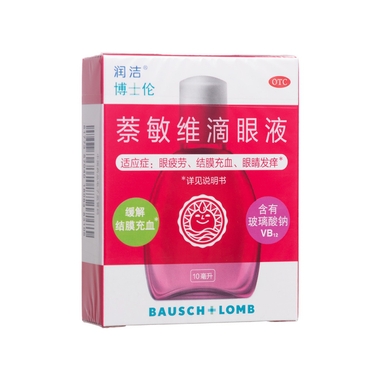 润洁®
博士伦
OTC
萘敏维滴眼液
适应症：眼疲劳、结膜充血、眼睛发痒*
*详见说明书
缓解
结膜充血*
含有
玻璃酸钠
VB12
10毫升
BAUSCH+LOMB